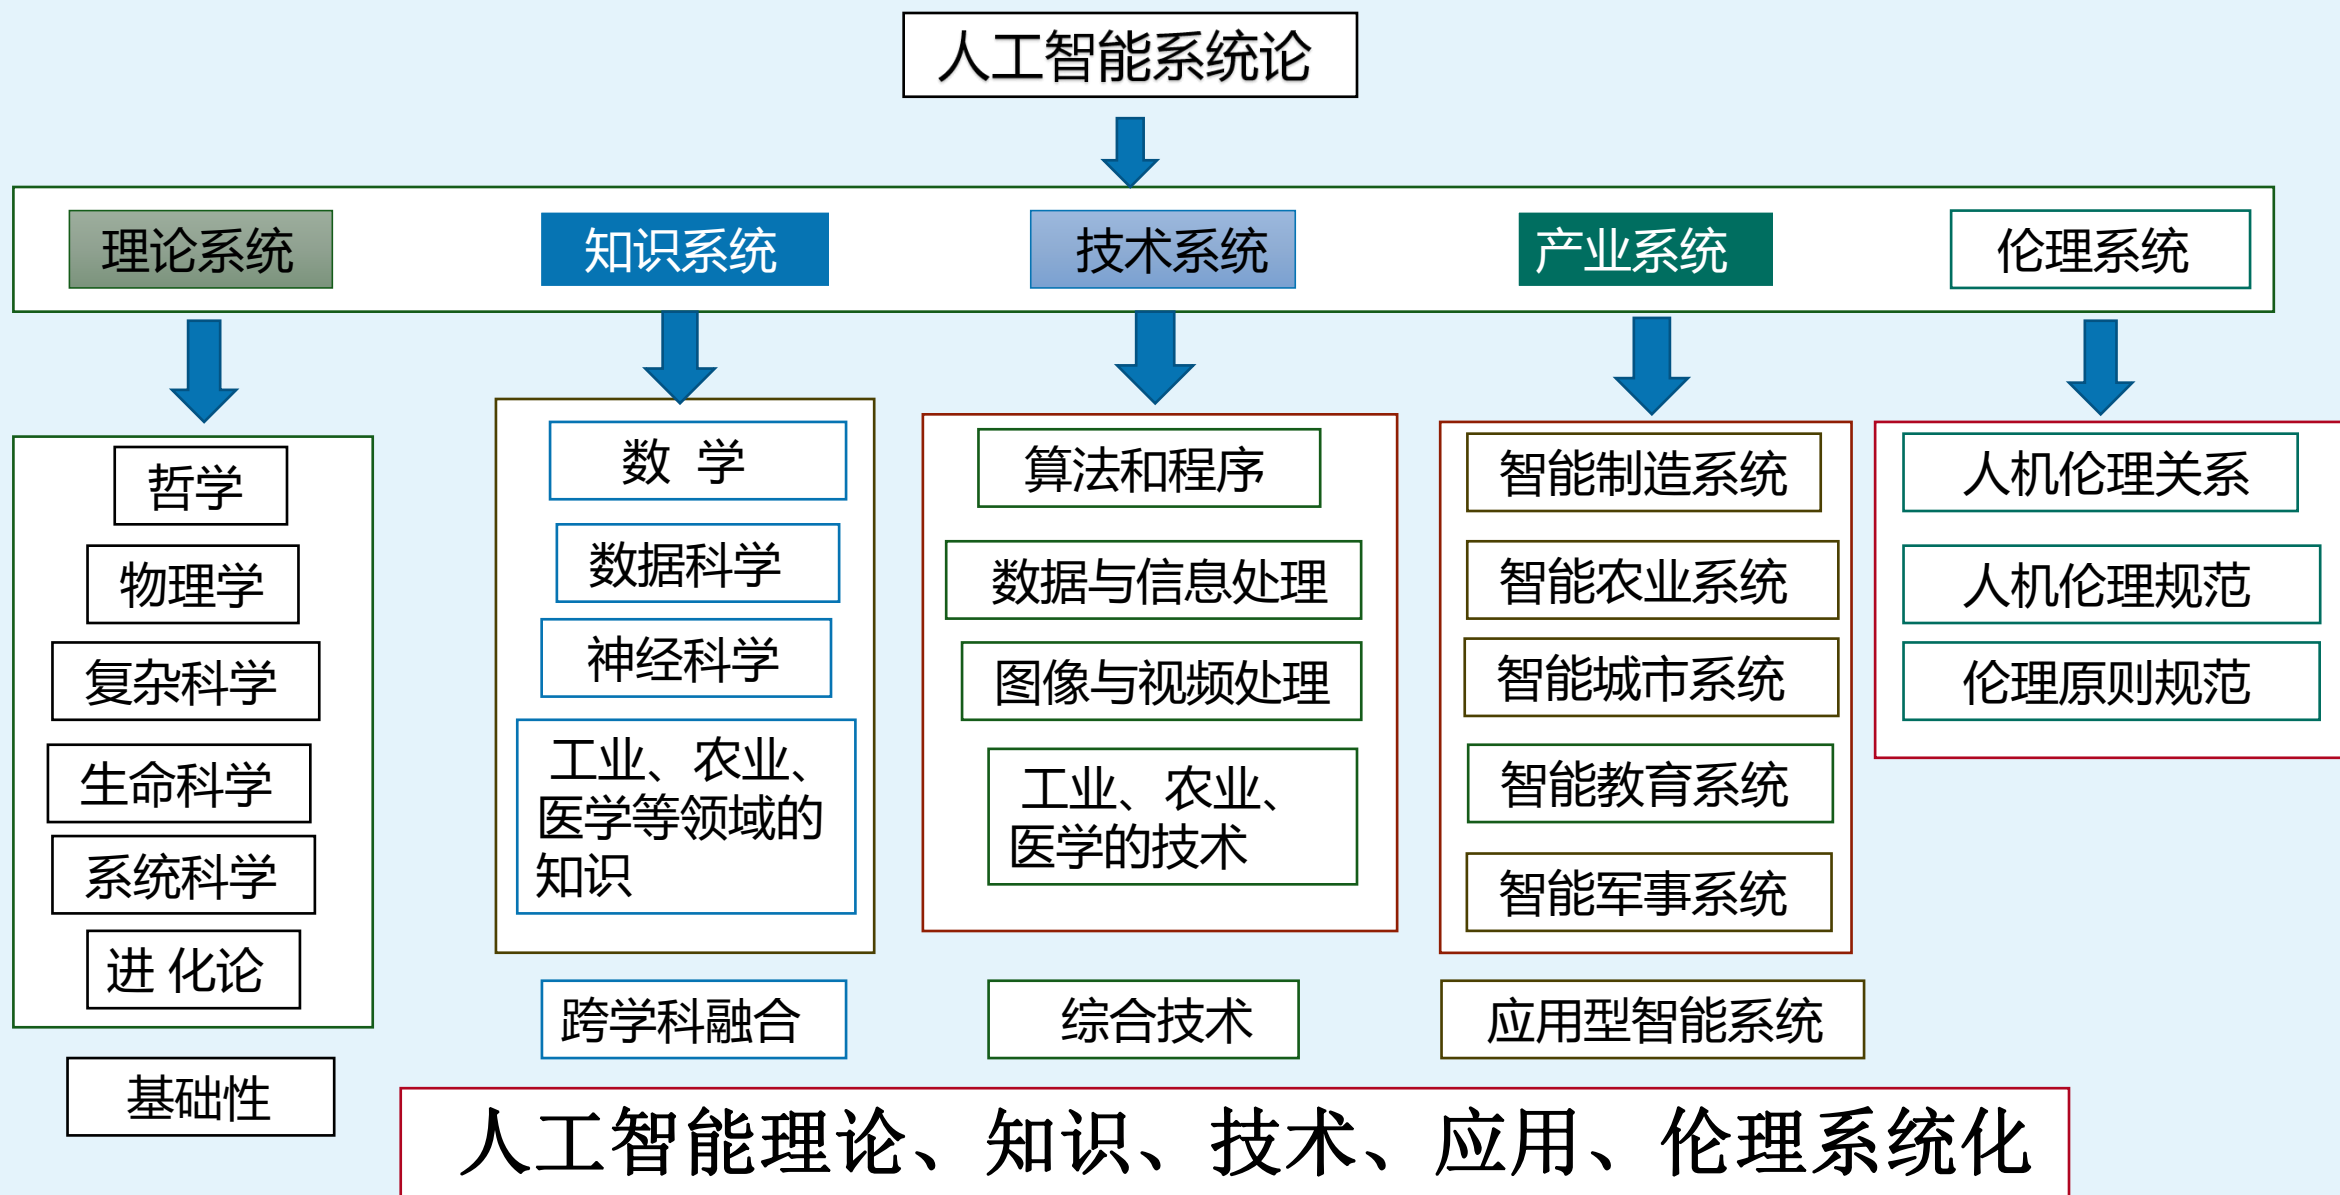 人工智能系统论
理论系统
知识系统
技术系统
产业系统
伦理系统
哲学
物理学
复杂科学
生命科学
系统科学
进 化论
基础性
数 学
数据科学
神经科学
工业、农业、
医学等领域的
知识
跨学科融合
算法和程序
数据与信息处理
图像与视频处理
工业、农业、
医学的技术
综合技术
智能制造系统
智能农业系统
智能城市系统
智能教育系统
智能军事系统
应用型智能系统
人机伦理关系
人机伦理规范
伦理原则规范
人工智能理论、知识、技术、应用、伦理系统化